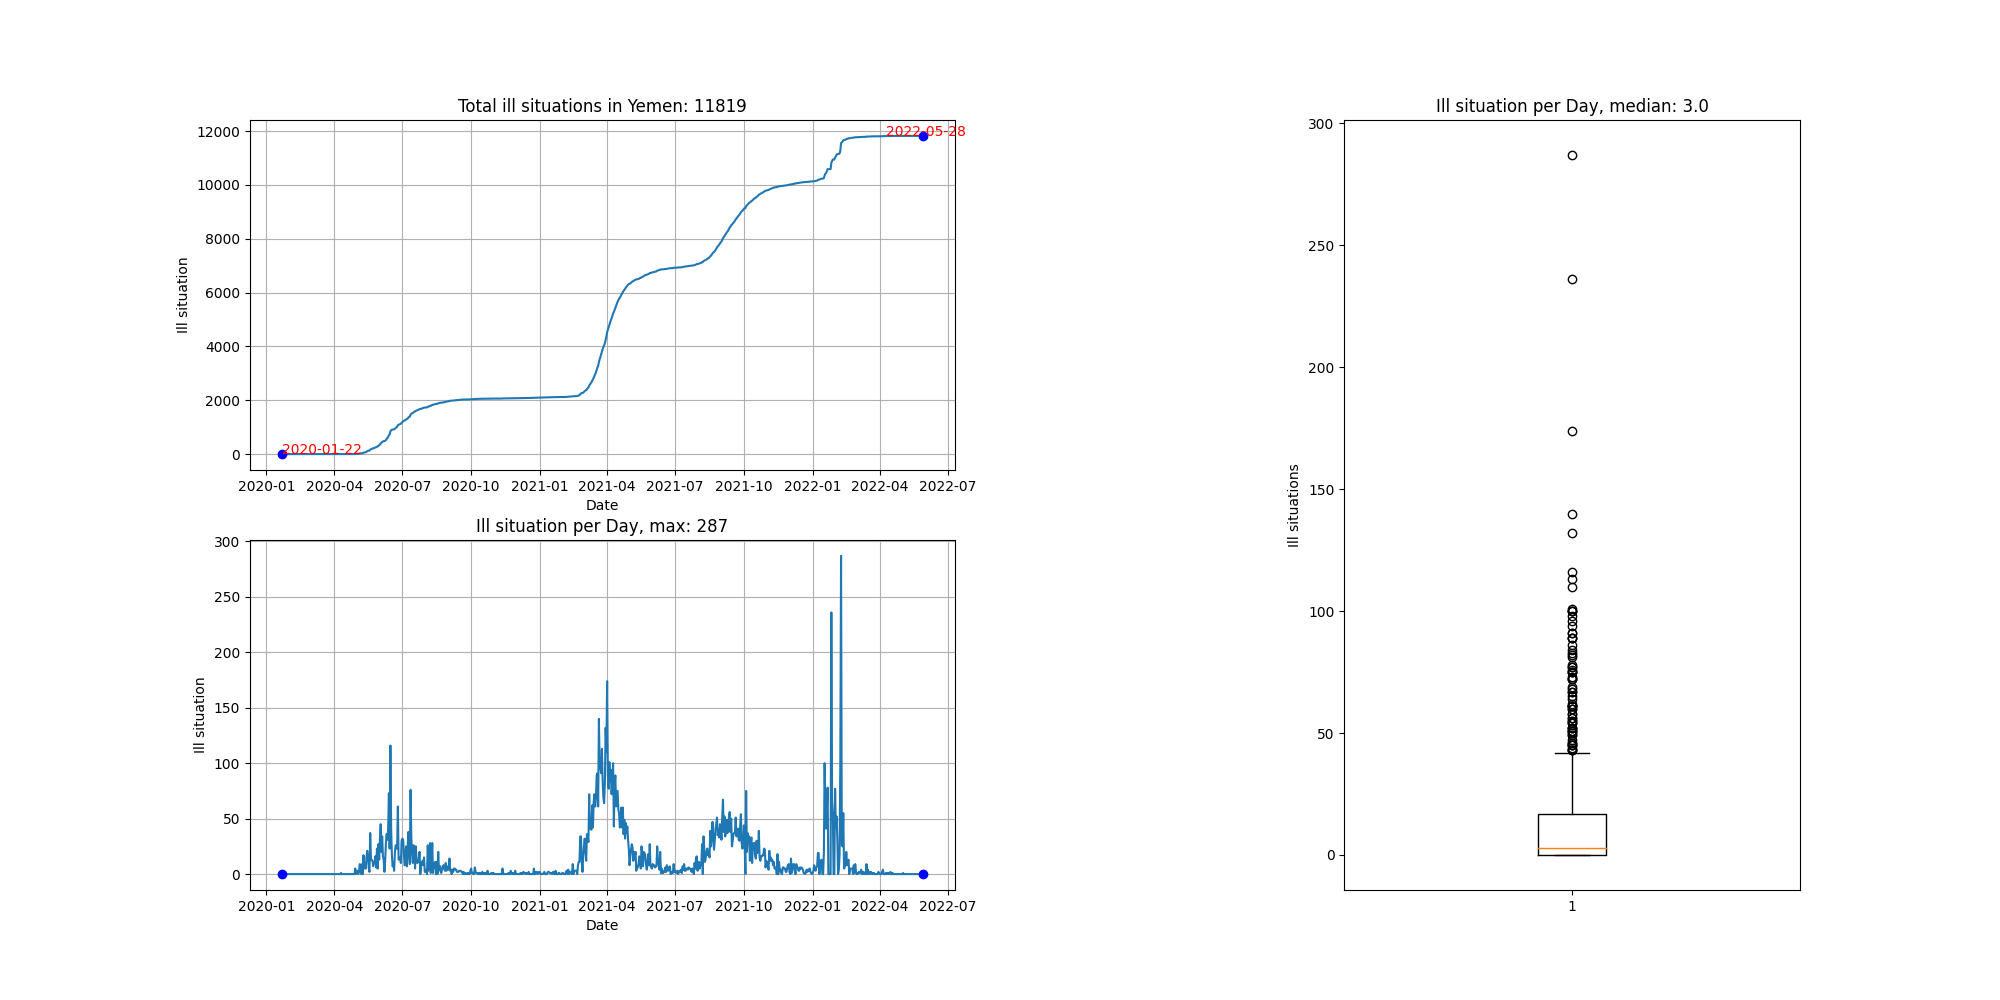 Total ill situations in Yemen: 11819
12000
10000
8000
6000
4000
2000
0
Ill situation
2020-01-22
2022-05-28
2020-01 2020-04 2020-07 2020-10 2021-01 2021-04 2021-07 2021-10 2022-01 2022-04 2022-07
Date
Ill situation per Day, max: 287
300
250
200
150
100
50
0
Ill situation
2020-01 2020-04 2020-07 2020-10 2021-01 2021-04 2021-07 2021-10 2022-01 2022-04 2022-07
Date
Ill situation per Day, median: 3.0
300
250
200
150
100
50
0
Ill situations
1